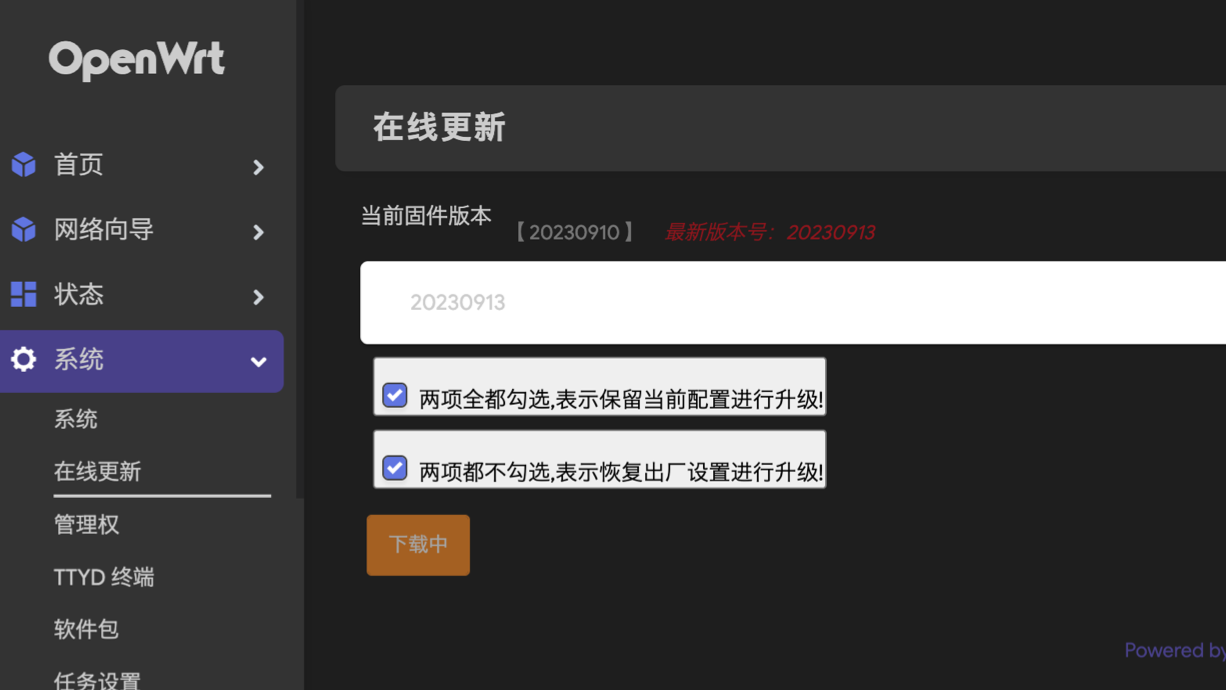 OpenWrt
首页
网络向导
状态
系统
系统
在线更新
管理权
TTYD 终端
软件包
任务设置
在线更新
当前固件版本
【20230910】 最新版本号：20230913
20230913
两项全都勾选,表示保留当前配置进行升级!
两项都不勾选,表示恢复出厂设置进行升级!
下载中
Powered by